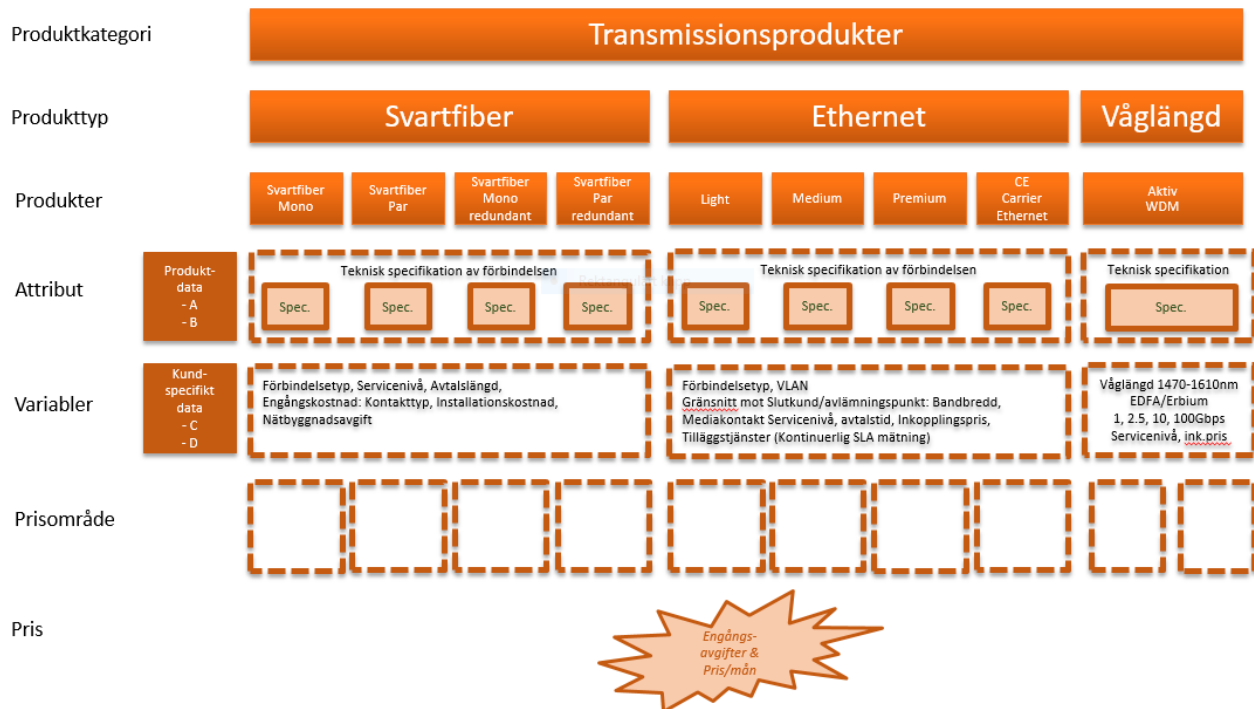 Produktkategori
Transmissionsprodukter
Produkttyp
Svartfiber
Ethernet
Våglängd
Produkter
Svartfiber
Mono
Svartfiber
Par
Svartfiber
Mono
redundant
Svartfiber
Par
redundant
Light
Medium
Premium
CE
Carrier
Ethernet
Aktiv
WDM
Attribut
Produkt-
data
- A
- B
Teknisk specifikation av förbindelsen
Spec.
Spec.
Spec.
Spec.
Teknisk specifikation av förbindelsen
Spec.
Spec.
Spec.
Spec.
Teknisk specifikation
Spec.
Variabler
Kund-
specifikt
data
- C
- D
Förbindelsetyp, Servicenivå, Avtalslängd,
Engångskostnad: Kontakttyp, Installationskostnad,
Nätbyggnadsavgift
Förbindelsetyp, VLAN
Gränsnitt mot Slutkund/avlämningspunkt: Bandbredd,
Mediakontakt Servicenivå, avtalstid, Inkopplingspris,
Tilläggstjänster (Kontinuerlig SLA mätning)
Våglängd 1470-1610nm
EDFA/Erbium
1, 2.5, 10, 100Gbps
Servicenivå, ink.pris
Prisområde
Pris
Engångs-
avgifter &
Pris/mån